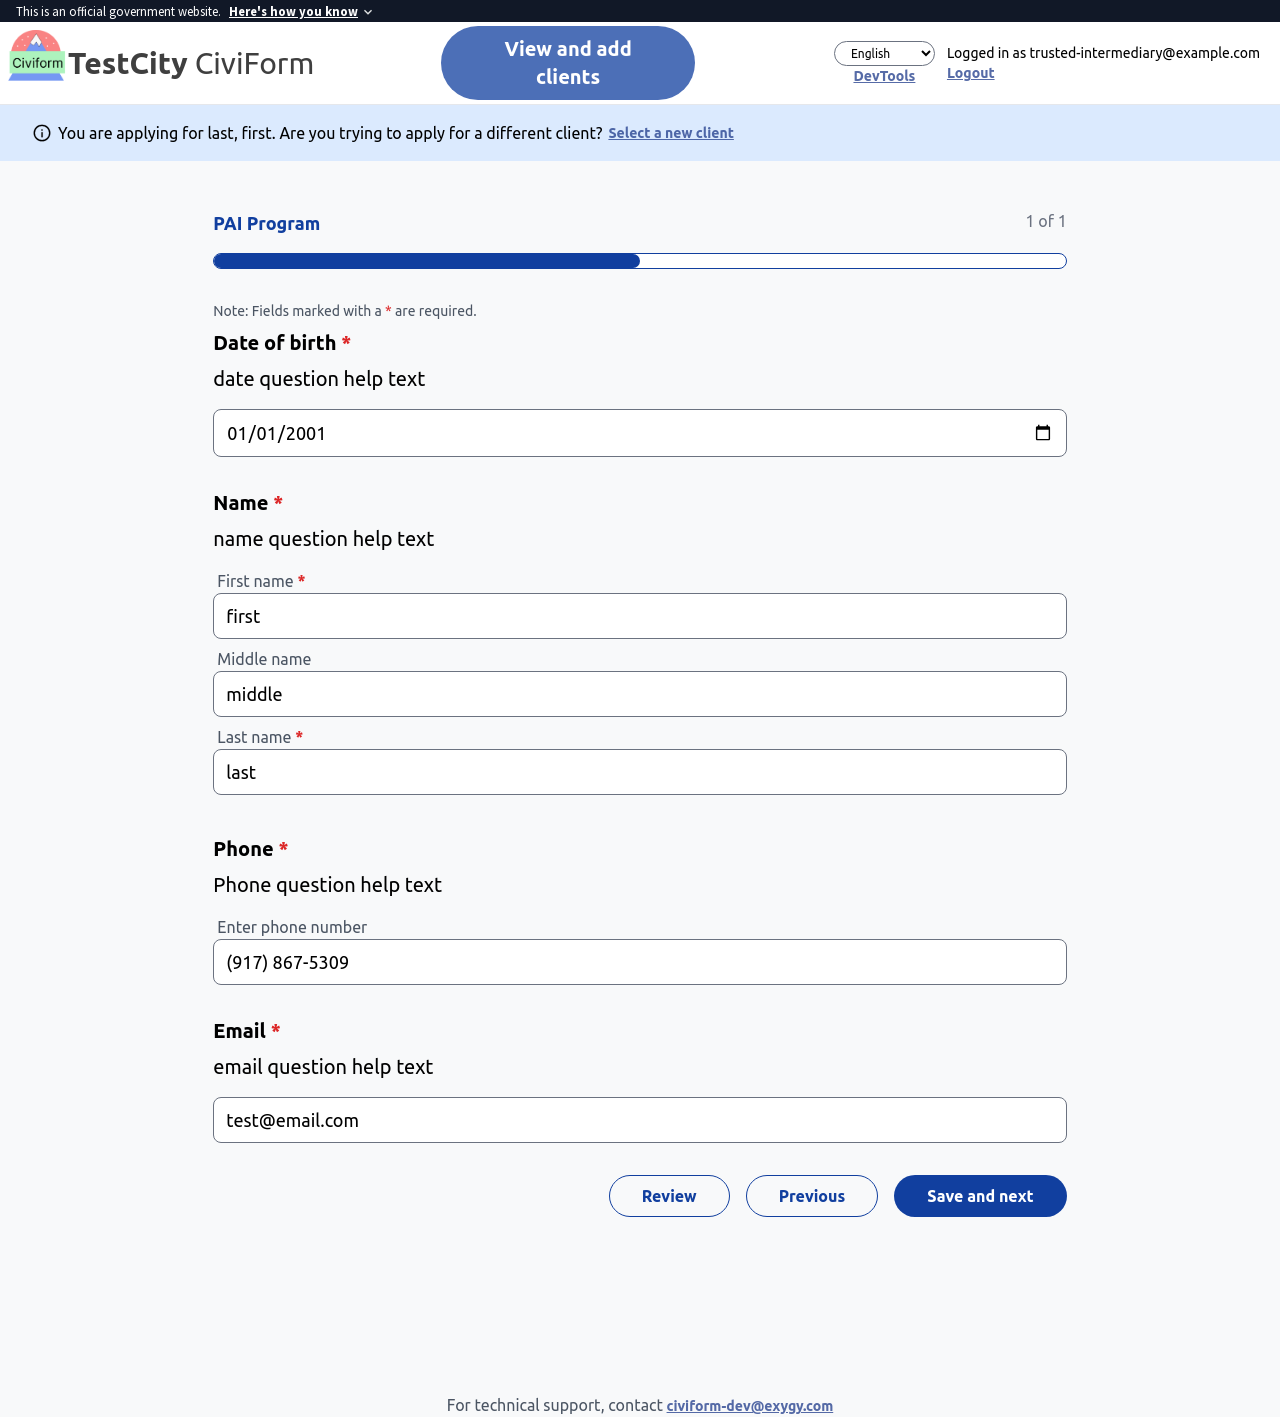 This is an official government website. Here's how you know
Civiform
TestCity CiviForm
View and add
clients
English
DevTools
Logged in as trusted-intermediary@example.com
Logout
You are applying for last, first. Are you trying to apply for a different client? Select a new client
PAI Program
1 of 1
Note: Fields marked with a * are required.
Date of birth *
date question help text
01/01/2001
Name *
name question help text
First name *
first
Middle name
middle
Last name *
last
Phone *
Phone question help text
Enter phone number
(917) 867-5309
Email *
email question help text
test@email.com
Review
Previous
Save and next
For technical support, contact civiform-dev@exygy.com